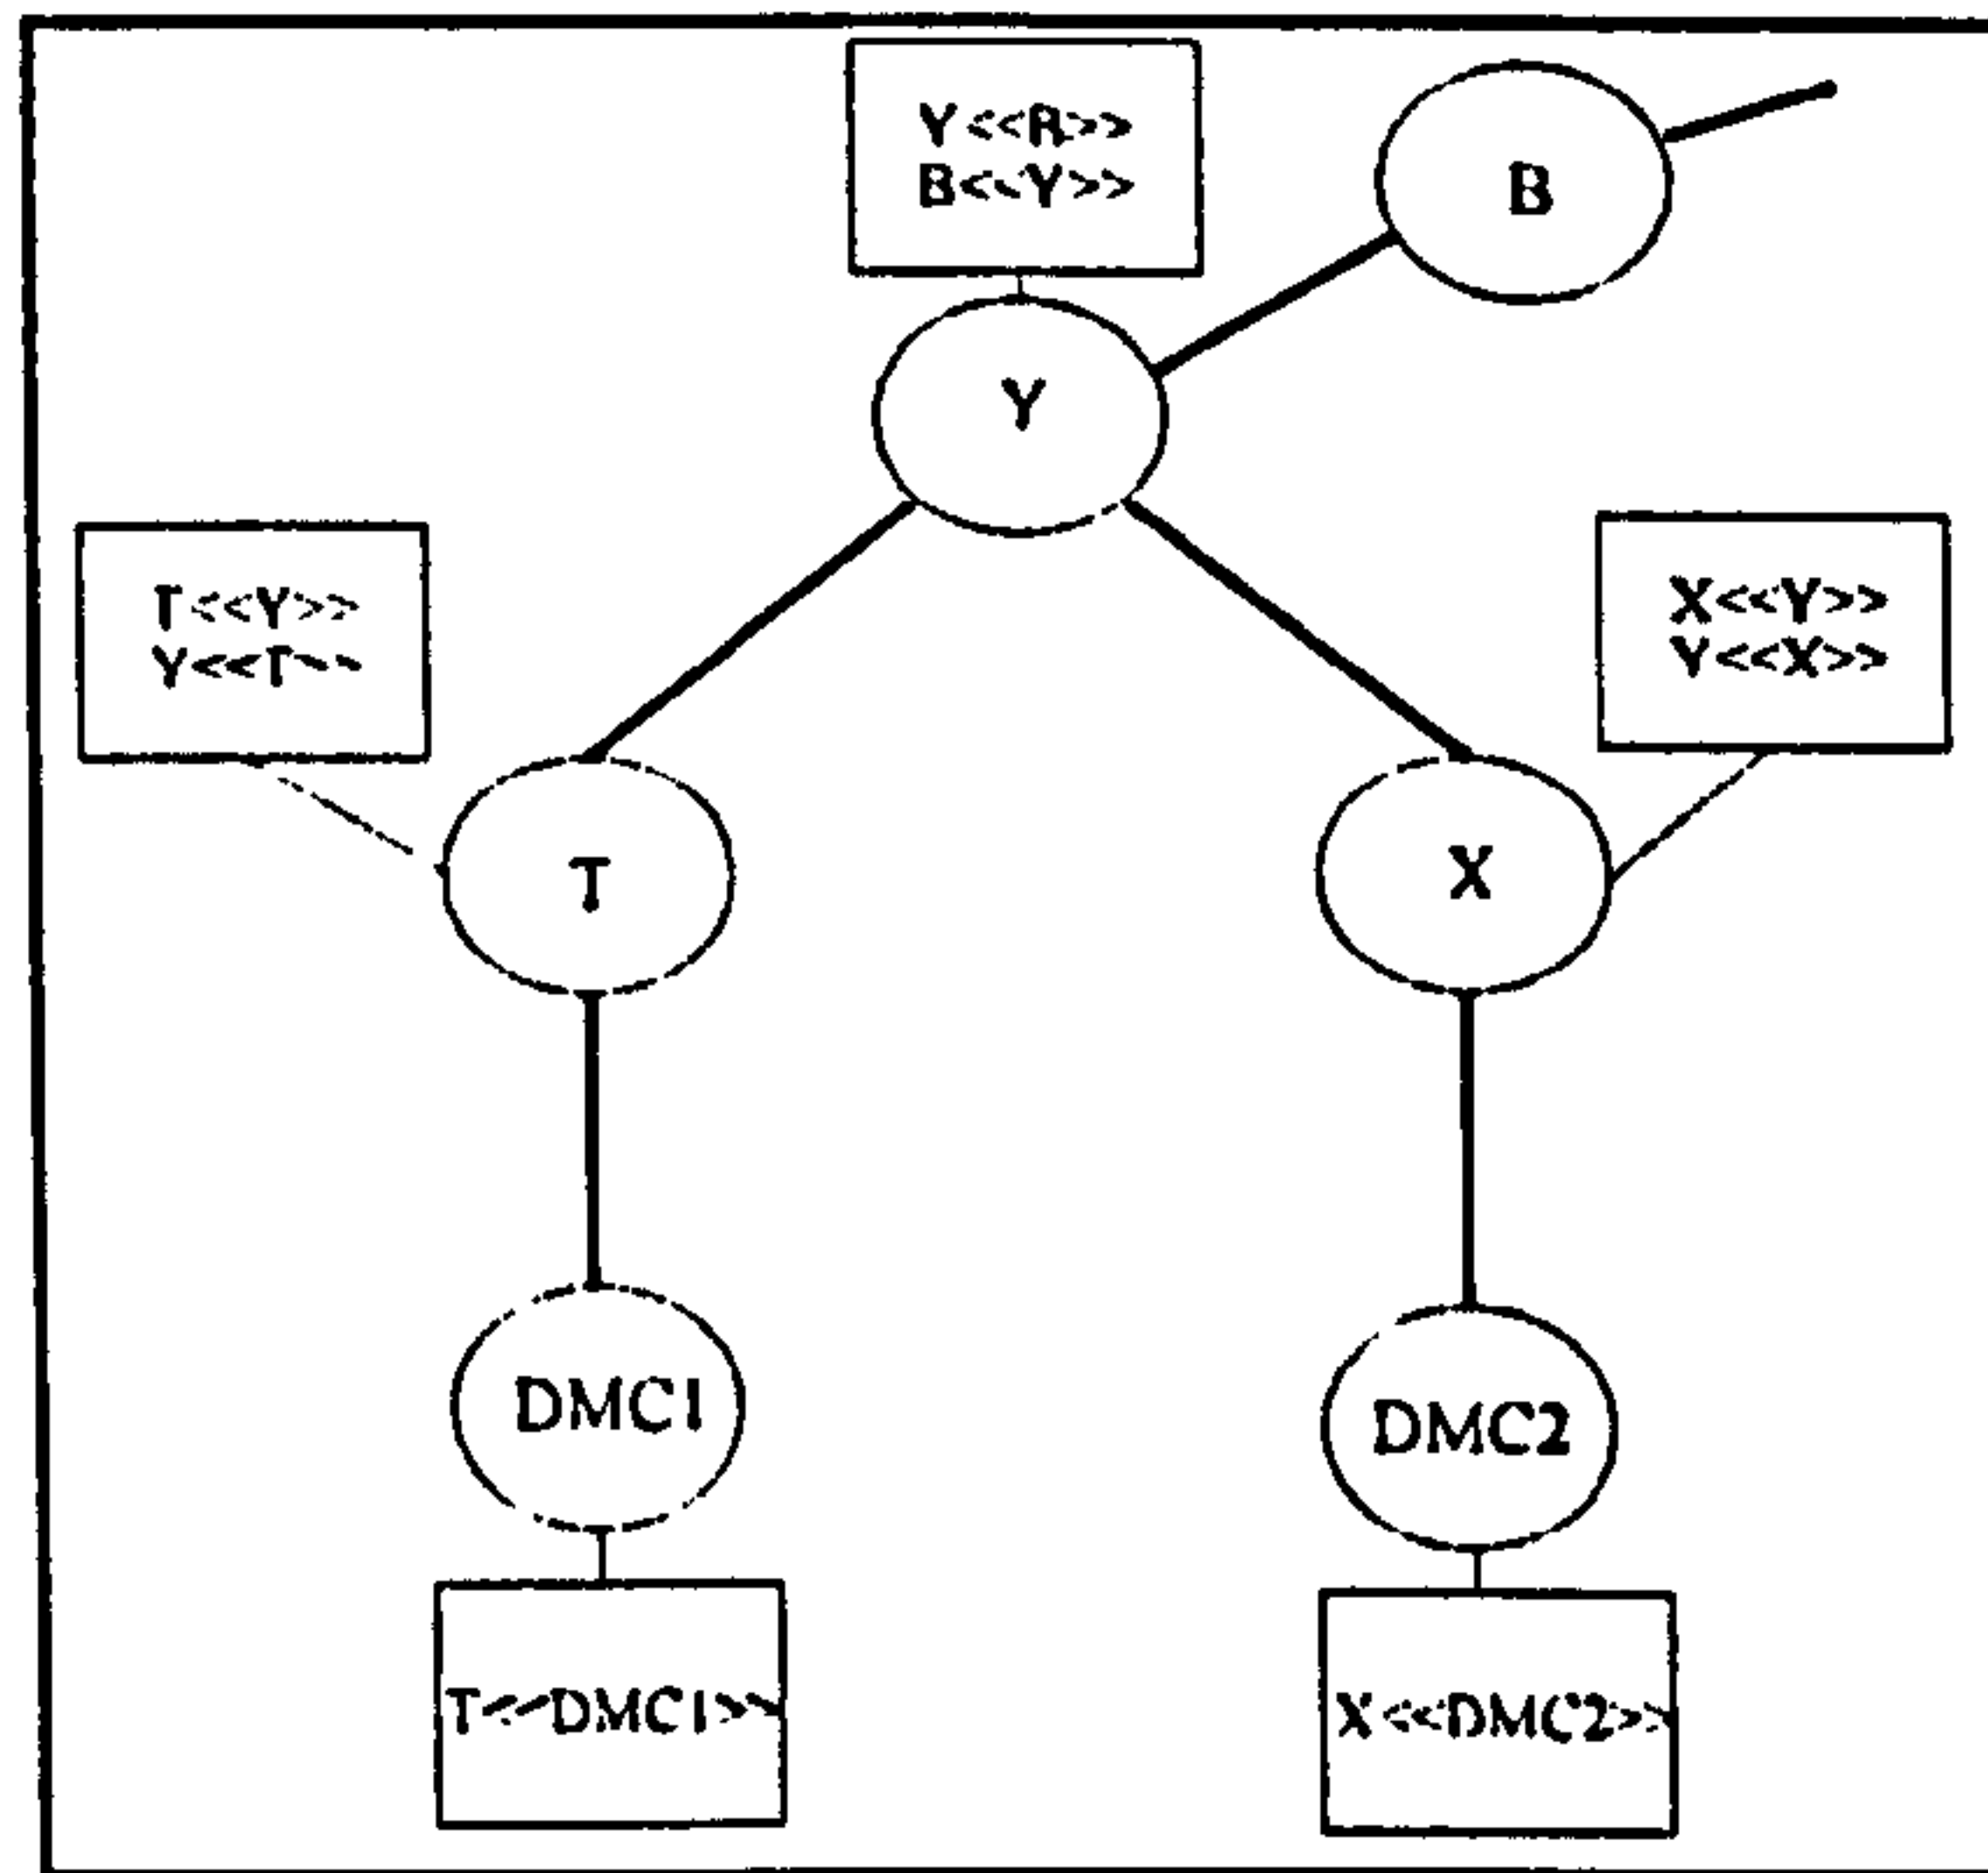 Y<<R>>
B<<Y>>
B
Y
T<<Y>>
Y<<T>>
X<<Y>>
Y<<X>>
T
X
DMC1
DMC2
T<<DMC1>>
X<<DMC2>>